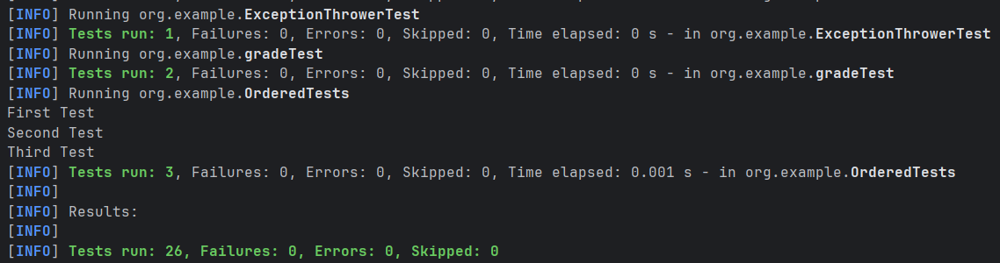 [INFO] Running org.example.ExceptionThrowerTest
[INFO] Tests run: 1, Failures: 0, Errors: 0, Skipped: 0, Time elapsed: 0 s - in org.example.ExceptionThrowerTest
[INFO] Running org.example.gradeTest
[INFO] Tests run: 2, Failures: 0, Errors: 0, Skipped: 0, Time elapsed: 0 s - in org.example.gradeTest
[INFO] Running org.example.OrderedTests
First Test
Second Test
Third Test
[INFO] Tests run: 3, Failures: 0, Errors: 0, Skipped: 0, Time elapsed: 0.001 s - in org.example.OrderedTests
[INFO]
[INFO] Results:
[INFO]
[INFO] Tests run: 26, Failures: 0, Errors: 0, Skipped: 0